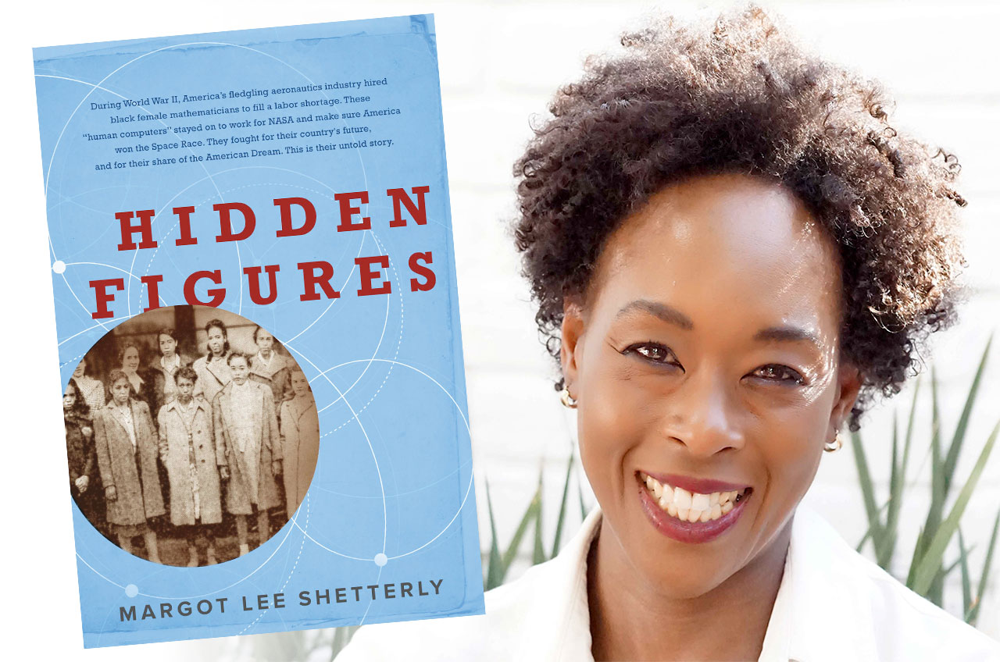 During World War II, America's fledgling aeronautics industry hired
black female mathematicians to fill a labor shortage. These
“human computers” stayed on to work for NASA and make sure America
won the Space Race. They fought for their country's future,
and for their share of the American Dream. This is their untold story.
HIDDEN
FIGURES
MARGOT LEE SHETTERLY